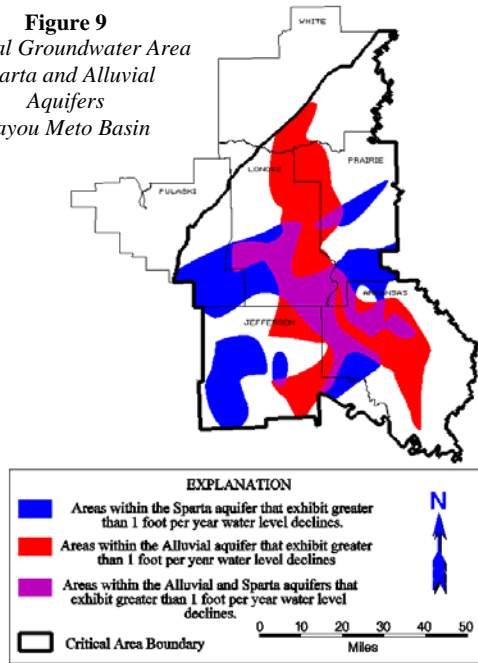 Figure 9
al Groundwater Area
arta and Alluvial
Aquifers
ayou Meto Basin
WHITE
PRAIRIE
LONOKE
PULASKI
ARKANSAS
JEFFERSON
EXPLANATION
Areas within the Sparta aquifer that exhibit greater
than 1 foot per year water level declines.
Areas within the Alluvial aquifer that exhibit greater
than 1 foot per year water level declines
Areas within the Alluvial and Sparta aquifers that
exhibit greater than 1 foot per year water level
declines.
Critical Area Boundary
N
0 10 20 30 40 50
Miles